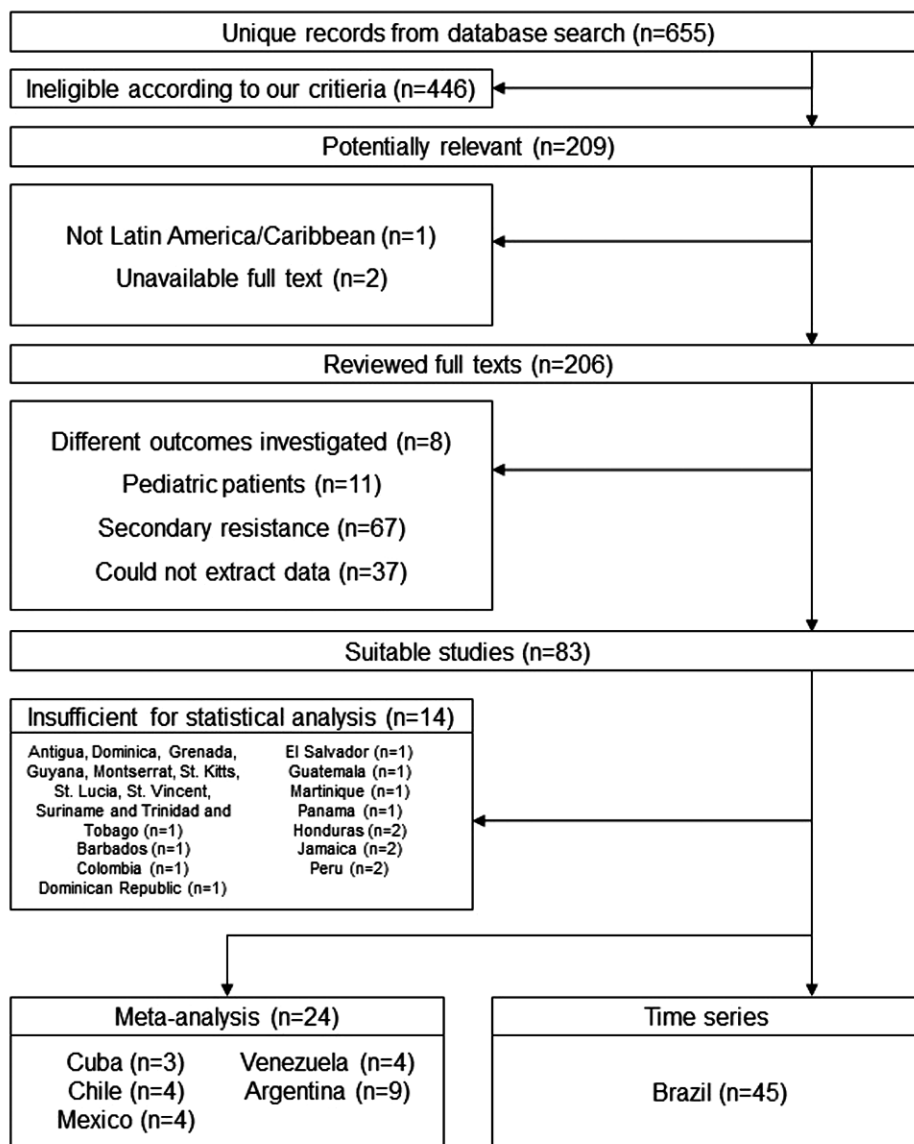 Unique records from database search (n=655)
Ineligible according to our critieria (n=446)
Potentially relevant (n=209)
Not Latin America/Caribbean (n=1)
Unavailable full text (n=2)
Reviewed full texts (n=206)
Different outcomes investigated (n=8)
Pediatric patients (n=11)
Secondary resistance (n=67)
Could not extract data (n=37)
Suitable studies (n=83)
Insufficient for statistical analysis (n=14)
Antigua, Dominica, Grenada,
Guyana, Montserrat, St. Kitts,
St. Lucia, St. Vincent,
Suriname and Trinidad and
Tobago (n=1)
Barbados (n=1)
Colombia (n=1)
Dominican Republic (n=1)
El Salvador (n=1)
Guatemala (n=1)
Martinique (n=1)
Panama (n=1)
Honduras (n=2)
Jamaica (n=2)
Peru (n=2)
Meta-analysis (n=24)
Cuba (n=3)
Chile (n=4)
Mexico (n=4)
Venezuela (n=4)
Argentina (n=9)
Time series
Brazil (n=45)